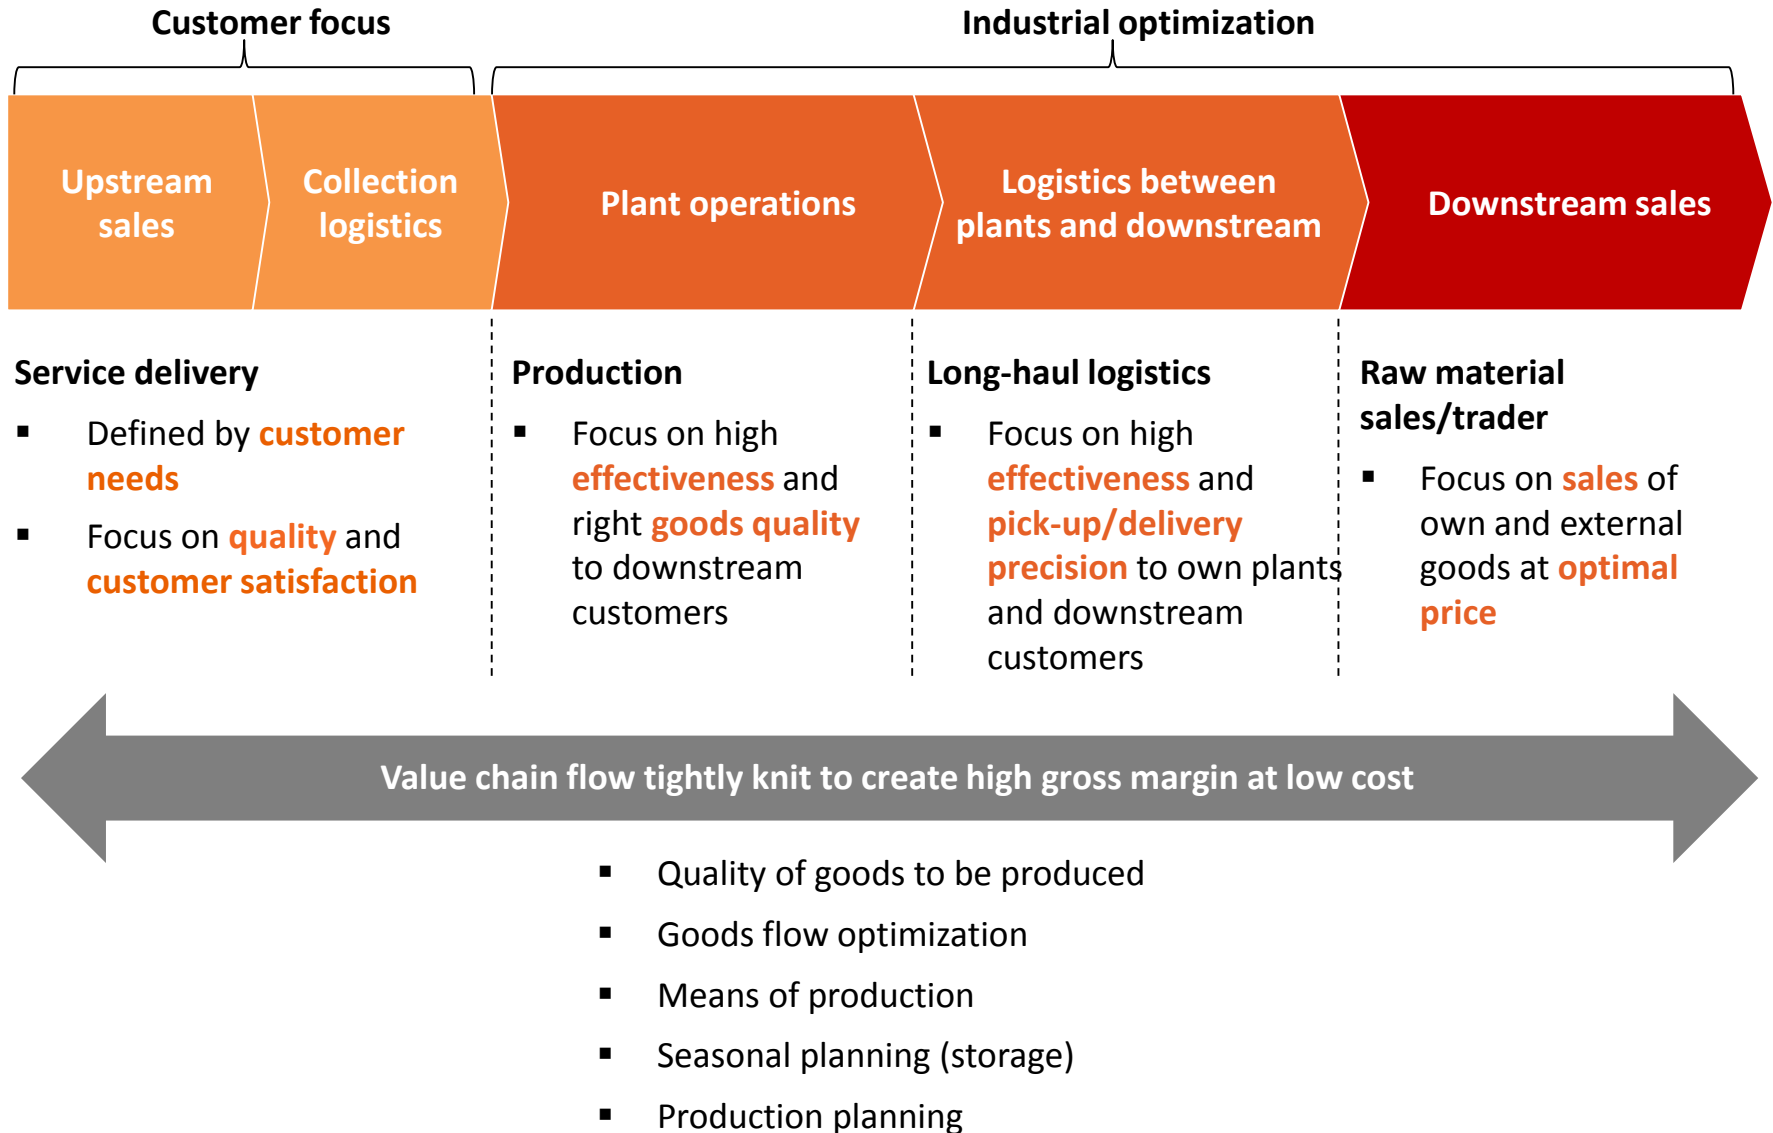 Customer focus
Industrial optimization
Upstream
sales
Collection
logistics
Plant operations
Logistics between
plants and downstream
Downstream sales
Service delivery
▪ Defined by customer
needs
▪ Focus on quality and
customer satisfaction
Production
▪ Focus on high
effectiveness and
right goods quality
to downstream
customers
Long-haul logistics
▪ Focus on high
effectiveness and
pick-up/delivery
precision to own plants
and downstream
customers
Raw material
sales/trader
▪ Focus on sales of
own and external
goods at optimal
price
Value chain flow tightly knit to create high gross margin at low cost
▪ Quality of goods to be produced
▪ Goods flow optimization
▪ Means of production
▪ Seasonal planning (storage)
▪ Production planning